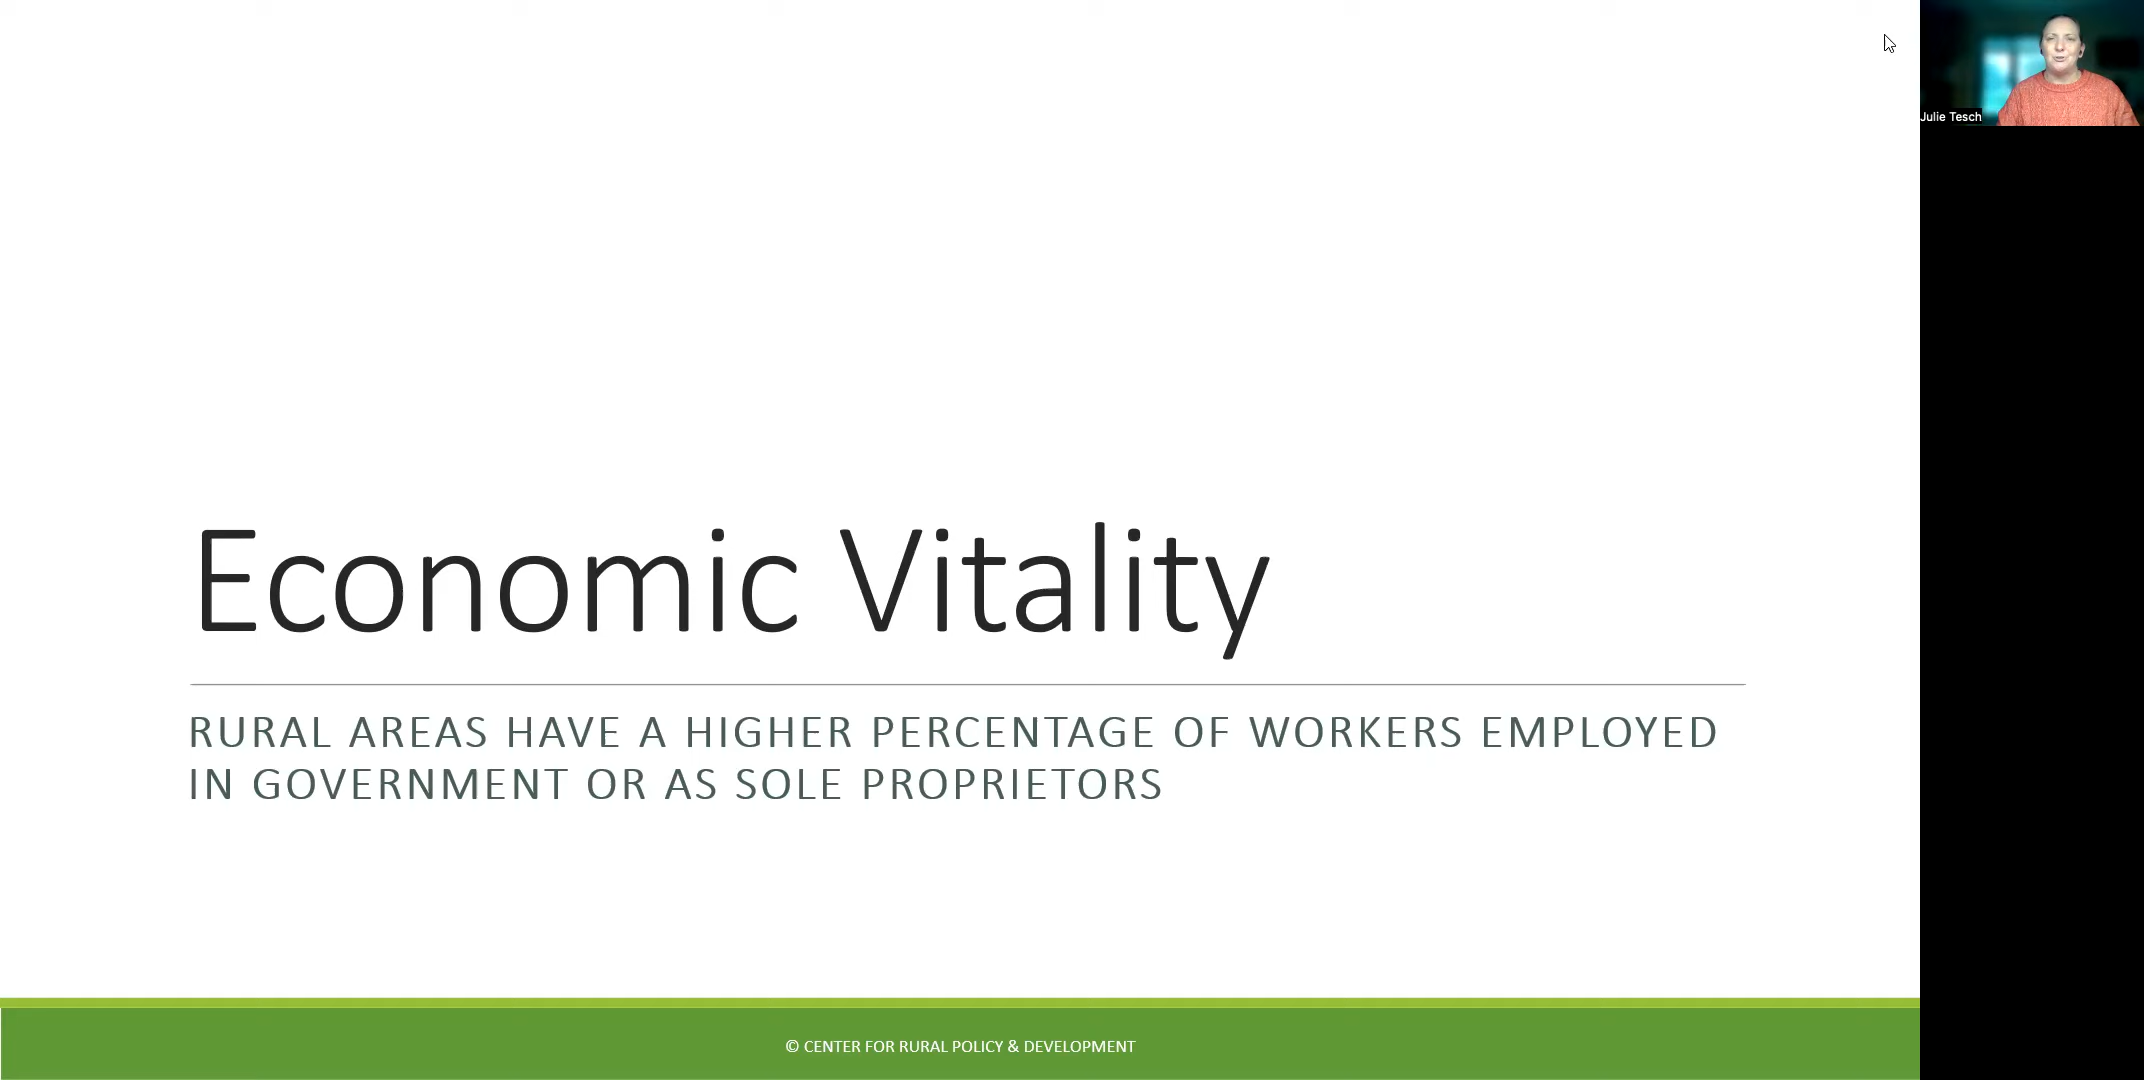 Julie Tesch
Economic Vitality
RURAL AREAS HAVE A HIGHER PERCENTAGE OF WORKERS EMPLOYED
IN GOVERNMENT OR AS SOLE PROPRIETORS
© CENTER FOR RURAL POLICY & DEVELOPMENT